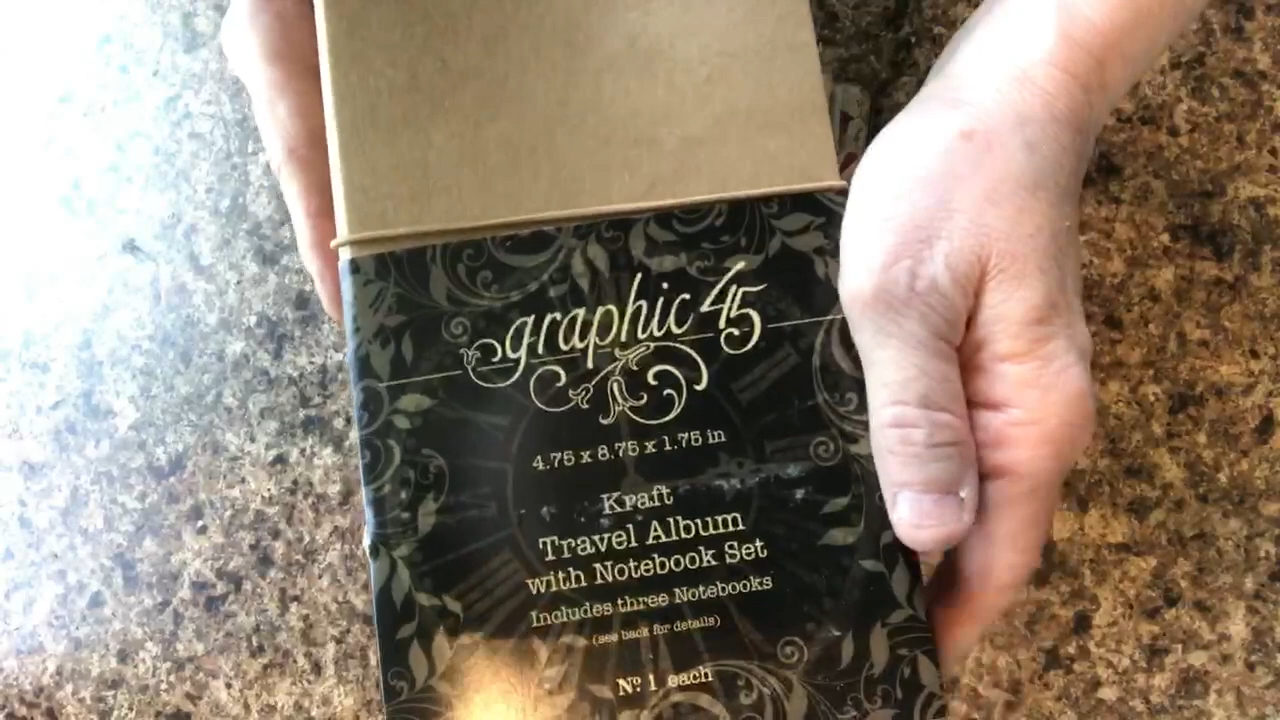 graphic 45
4.75 x 8.75 x 1.75 in
Kraft
Travel Album
with Notebook Set
Includes three Notebooks
(see back for details)
Nº 1 each